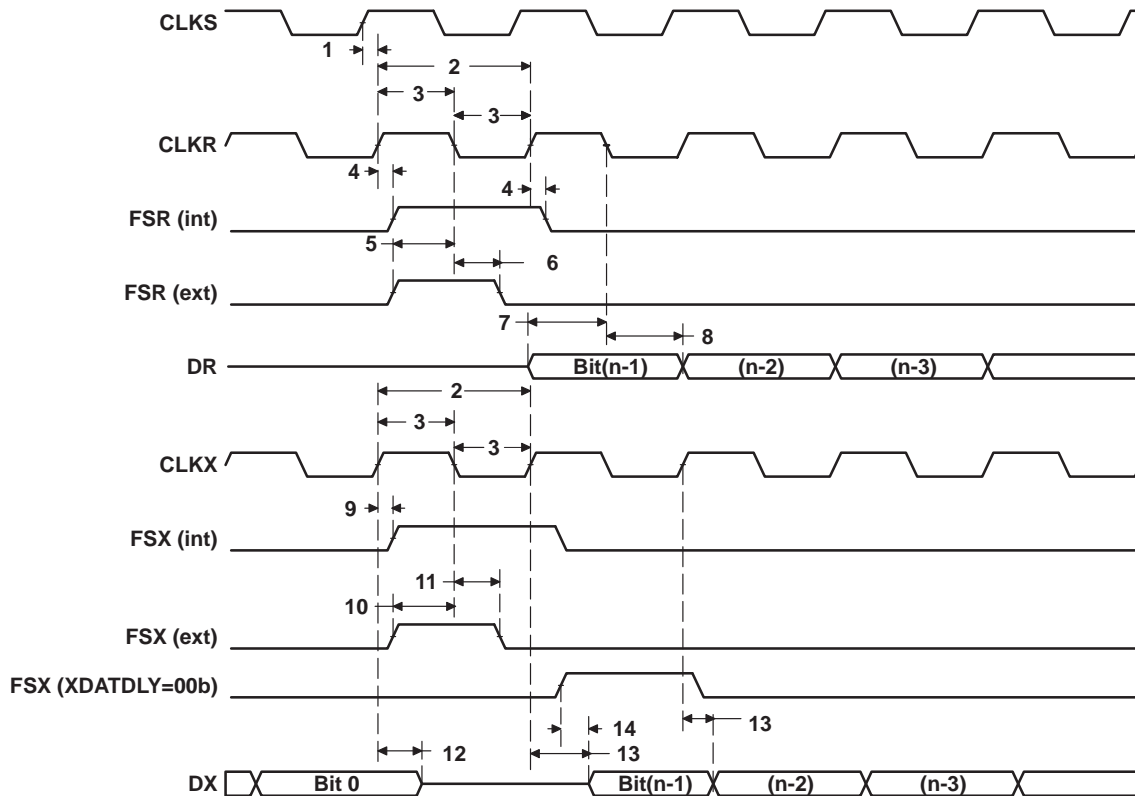 CLKS
1
2
3
3
CLKR
4
4
FSR (int)
5
6
FSR (ext)
7
8
DR
Bit(n-1)
(n-2)
(n-3)
2
3
3
CLKX
9
FSX (int)
11
10
FSX (ext)
FSX (XDATDLY=00b)
14
13
12
13
DX
Bit 0
Bit(n-1)
(n-2)
(n-3)